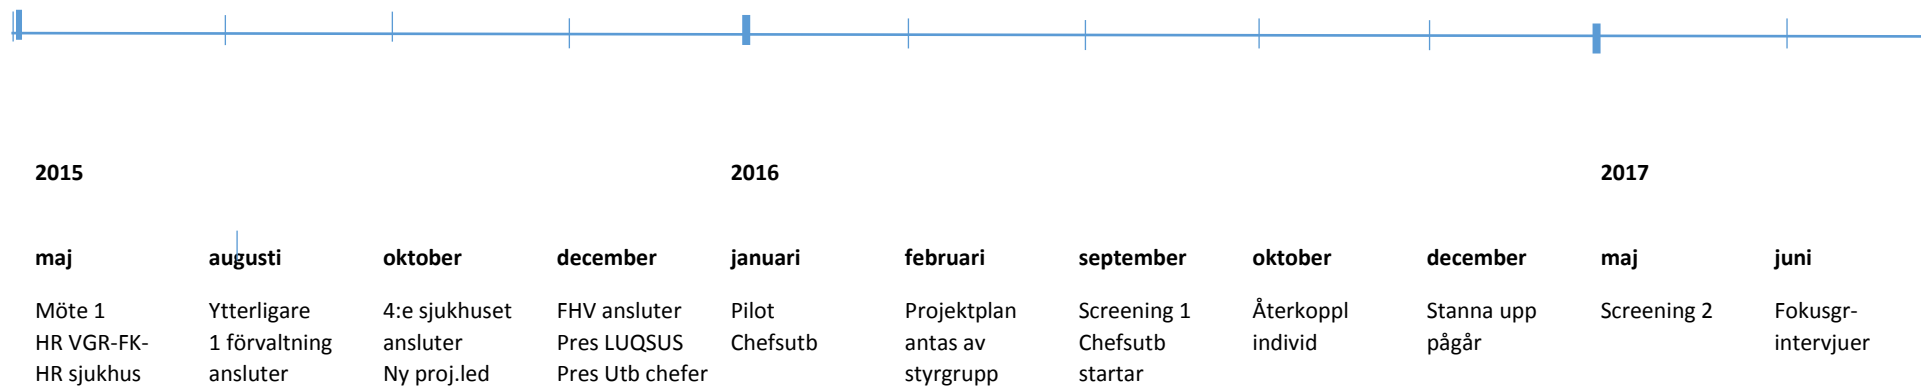 2015 2016 2017
maj augusti oktober december januari februari september oktober december maj juni
Möte 1 Ytterligare 4:e sjukhuset FHV ansluter Pilot Projektplan Screening 1 Återkoppl Stanna upp Screening 2 Fokusgr-
HR VGR-FK- 1 förvaltning ansluter Pres LUQSUS Chefsutb antas av Chefsutb individ pågår intervjuer
HR sjukhus ansluter Ny proj.led Pres Utb chefer styrgrupp startar